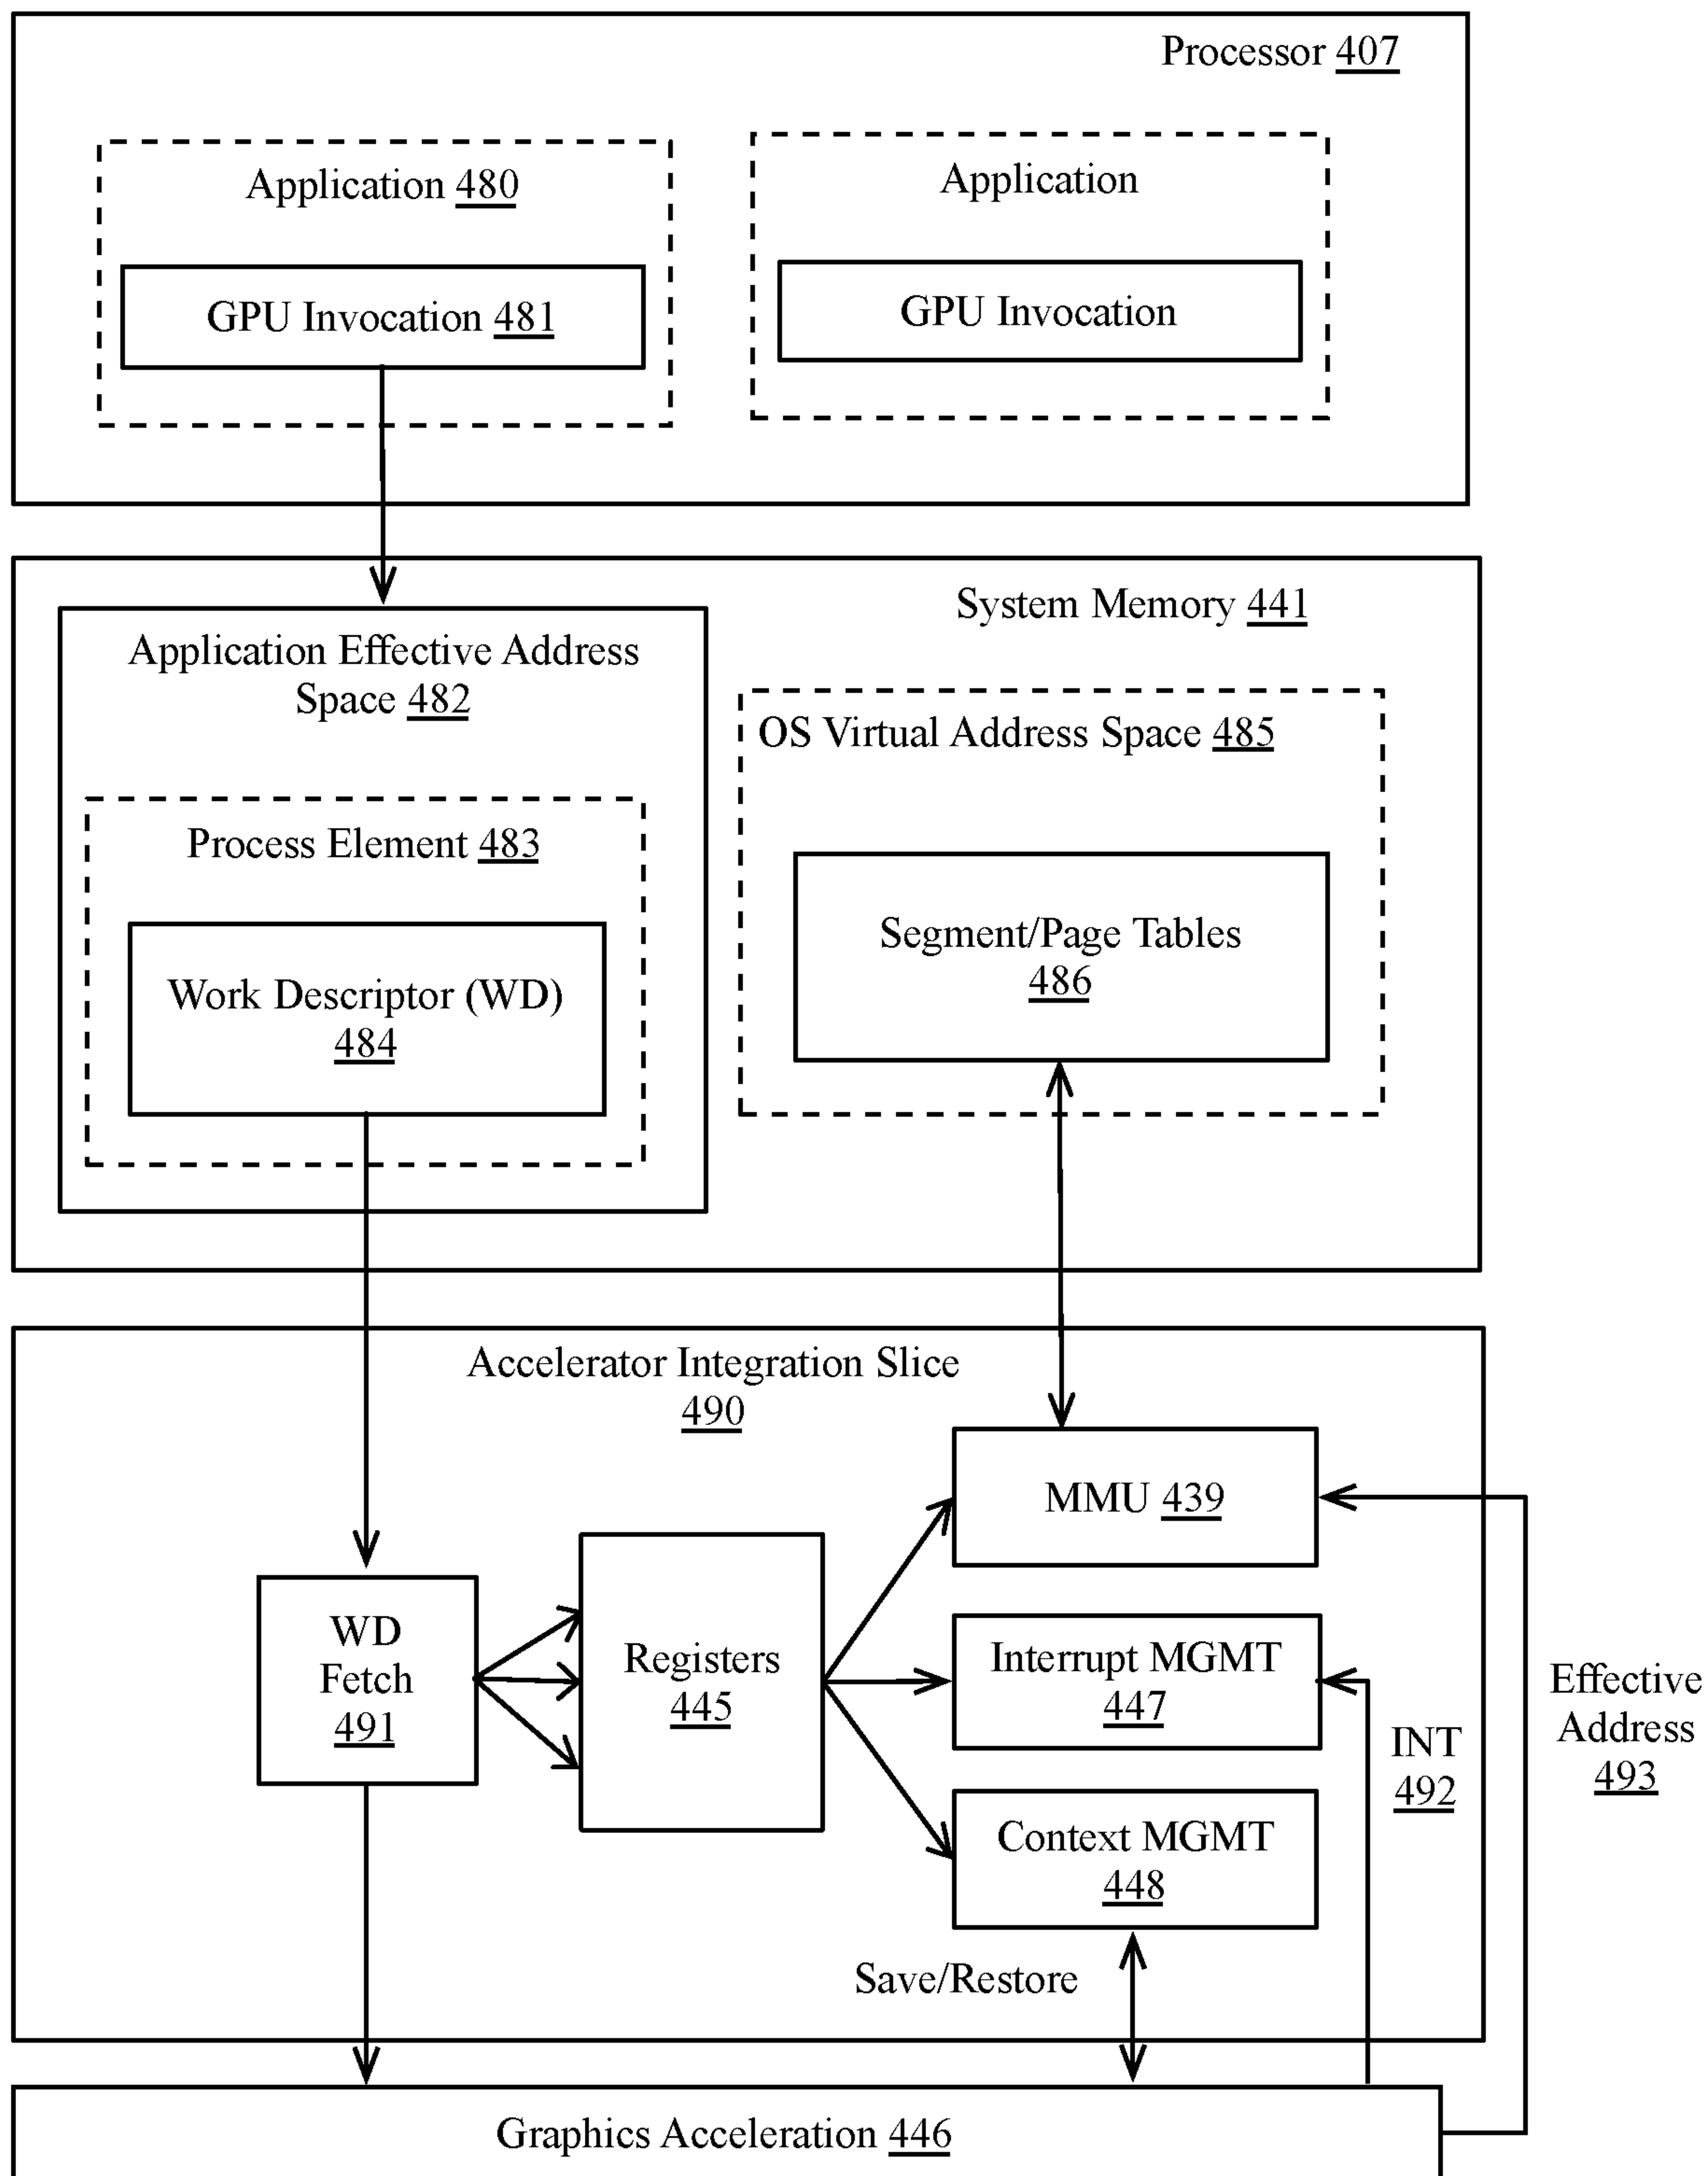 Processor 407
Application 480
Application
GPU Invocation 481
GPU Invocation
System Memory 441
Application Effective Address
Space 482
OS Virtual Address Space 485
Process Element 483
Segment/Page Tables
486
Work Descriptor (WD)
484
Accelerator Integration Slice
490
MMU 439
WD
Fetch
491
Registers
445
Interrupt MGMT
447
Effective
Address
493
INT
492
Context MGMT
448
Save/Restore
Graphics Acceleration 446